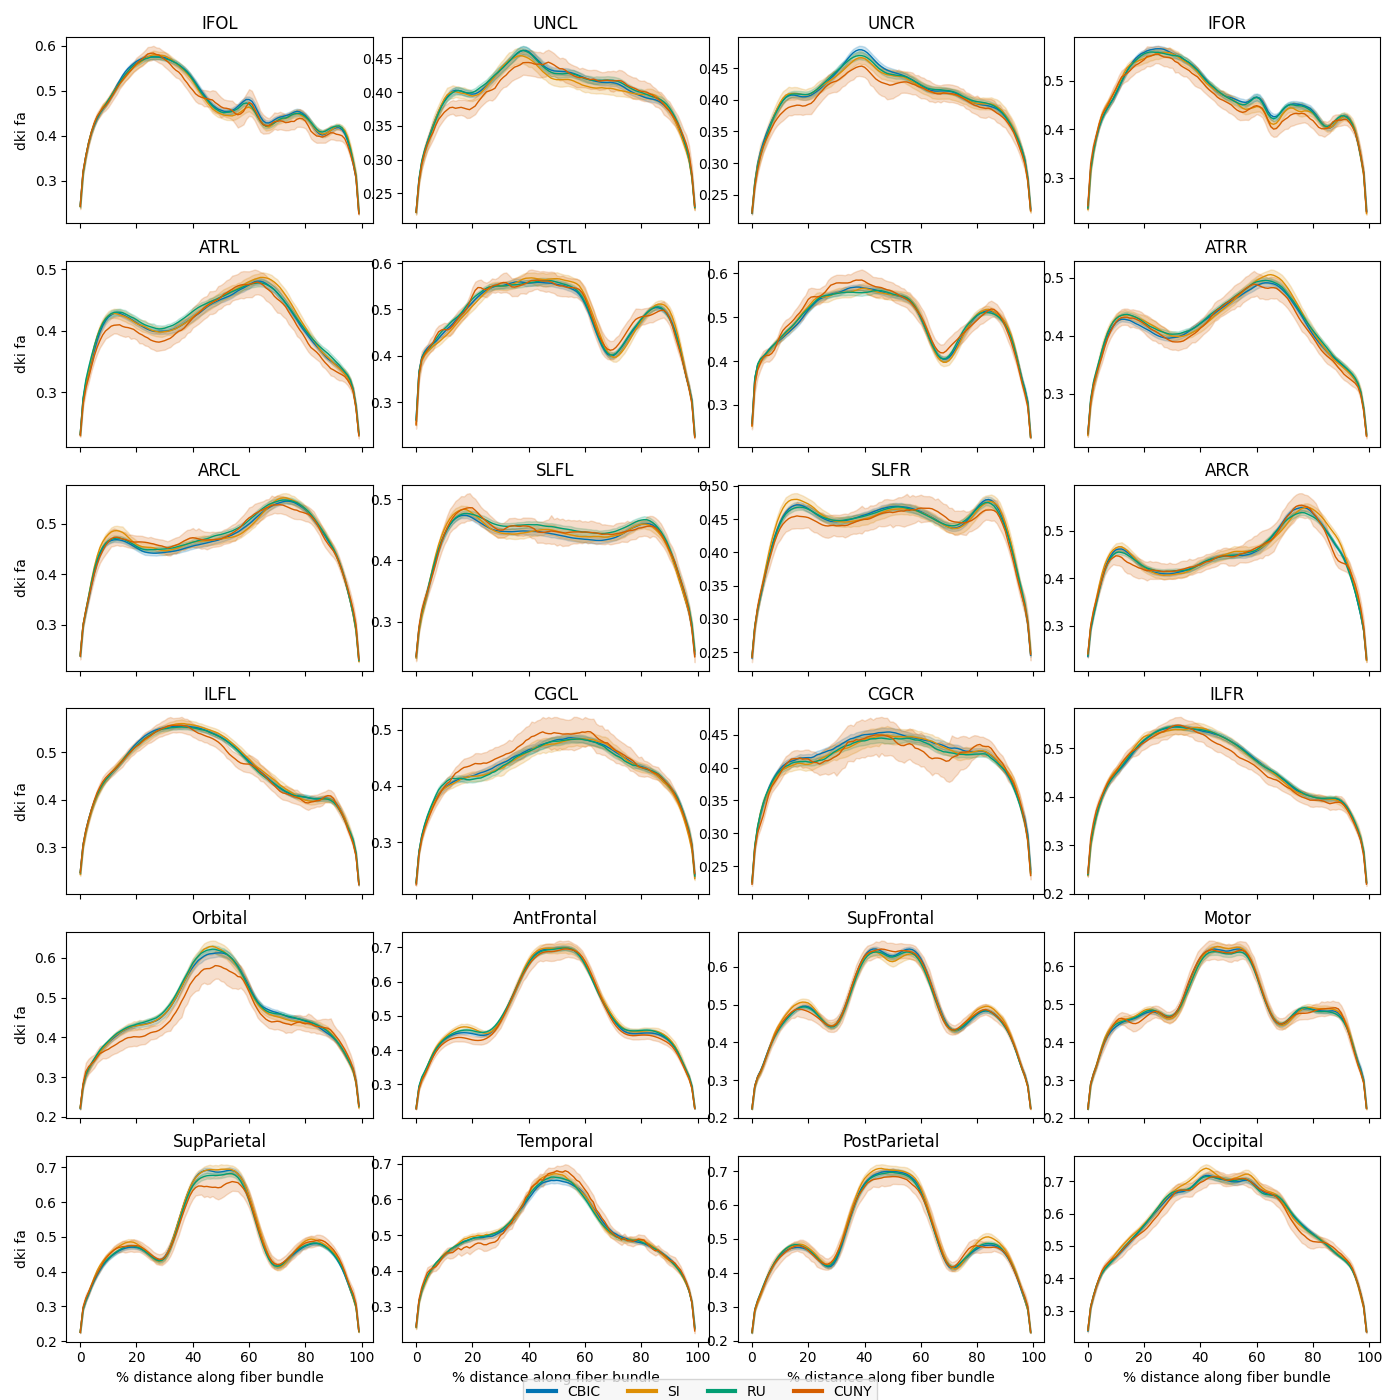 IFOL UNCL UNCR IFOR
dki fa
0.6 0.5 0.4 0.3
0.45 0.40 0.35 0.30 0.25
0.45 0.40 0.35 0.30 0.25
0.5 0.4 0.3
ATRL CSTL CSTR ATRR
dki fa
0.5 0.4 0.3
0.6 0.5 0.4 0.3
0.6 0.5 0.4 0.3
0.5 0.4 0.3
ARCL SLFL SLFR ARCR
dki fa
0.5 0.4 0.3
0.5 0.4 0.3
0.50 0.45 0.40 0.35 0.30 0.25
0.5 0.4 0.3
ILFL CGCL CGCR ILFR
dki fa
0.5 0.4 0.3
0.5 0.4 0.3
0.45 0.40 0.35 0.30 0.25
0.5 0.4 0.3 0.2
Orbital AntFrontal SupFrontal Motor
dki fa
0.6 0.5 0.4 0.3 0.2
0.7 0.6 0.5 0.4 0.3
0.6 0.5 0.4 0.3 0.2
0.6 0.5 0.4 0.3 0.2
SupParietal Temporal PostParietal Occipital
dki fa
0.7 0.6 0.5 0.4 0.3 0.2
0.7 0.6 0.5 0.4 0.3
0.7 0.6 0.5 0.4 0.3 0.2
0.7 0.6 0.5 0.4 0.3
0 20 40 60 80 100 0 20 40 60 80 100 0 20 40 60 80 100 0 20 40 60 80 100
% distance along fiber bundle % distance along fiber bundle % distance along fiber bundle % distance along fiber bundle
CBIC SI RU CUNY